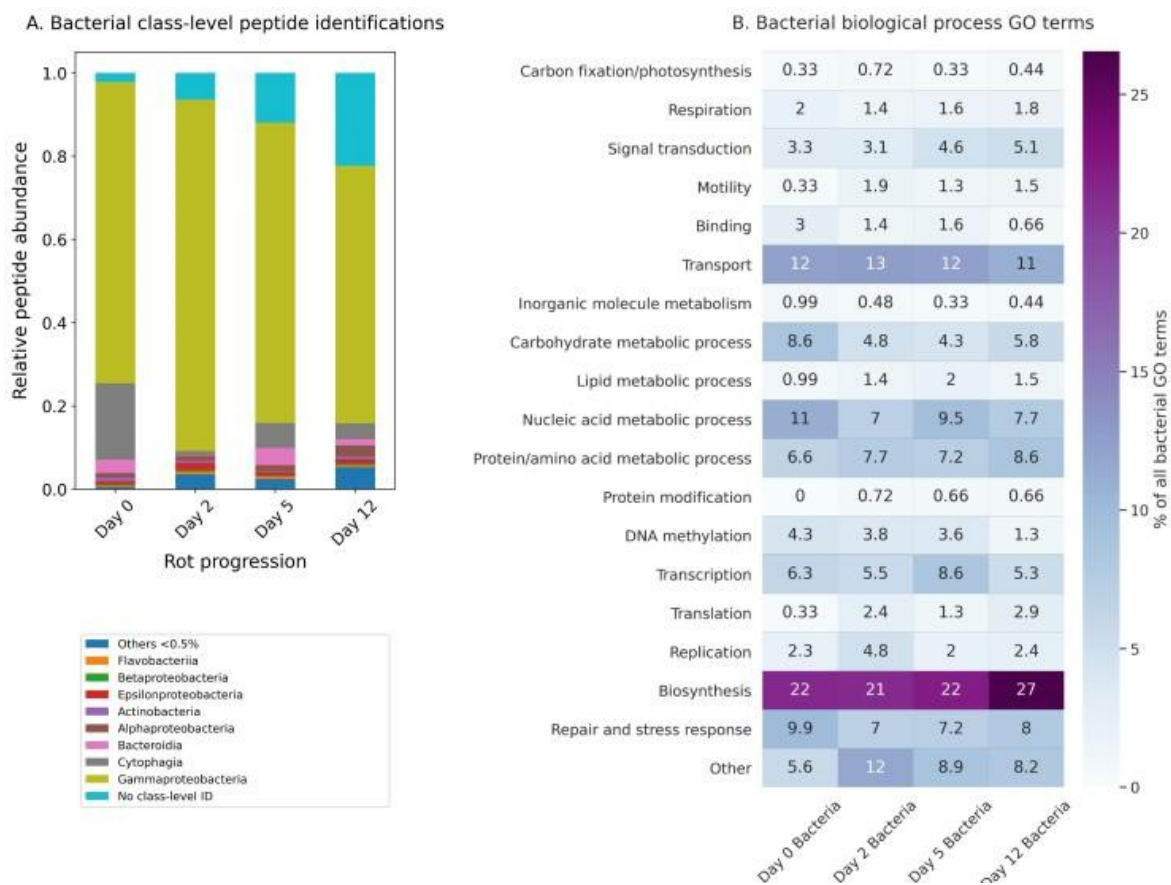 A. Bacterial class-level peptide identifications
Relative peptide abundance
1.0
0.8
0.6
0.4
0.2
0.0
Day 0
Day 2
Day 5
Day 12
Rot progression
Others <0.5%
Flavobacteriia
Betaproteobacteria
Epsilonproteobacteria
Actinobacteria
Alphaproteobacteria
Bacteroidia
Cytophagia
Gammaproteobacteria
No class-level ID
B. Bacterial biological process GO terms
Carbon fixation/photosynthesis 0.33 0.72 0.33 0.44
Respiration 2 1.4 1.6 1.8
Signal transduction 3.3 3.1 4.6 5.1
Motility 0.33 1.9 1.3 1.5
Binding 3 1.4 1.6 0.66
Transport 12 13 12 11
Inorganic molecule metabolism 0.99 0.48 0.33 0.44
Carbohydrate metabolic process 8.6 4.8 4.3 5.8
Lipid metabolic process 0.99 1.4 2 1.5
Nucleic acid metabolic process 11 7 9.5 7.7
Protein/amino acid metabolic process 6.6 7.7 7.2 8.6
Protein modification 0 0.72 0.66 0.66
DNA methylation 4.3 3.8 3.6 1.3
Transcription 6.3 5.5 8.6 5.3
Translation 0.33 2.4 1.3 2.9
Replication 2.3 4.8 2 2.4
Biosynthesis 22 21 22 27
Repair and stress response 9.9 7 7.2 8
Other 5.6 12 8.9 8.2
Day 0 Bacteria
Day 2 Bacteria
Day 5 Bacteria
Day 12 Bacteria
25
20
15
10
5
0
% of all bacterial GO terms